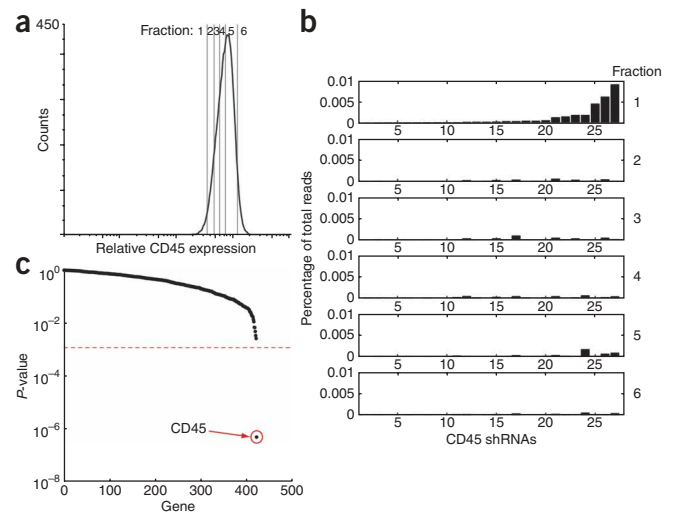 a
450
Fraction: 1 2 3 4 5 6
Counts
Relative CD45 expression
b
Fraction
0.01
0.005
0
5 10 15 20 25
1
0.01
0.005
0
5 10 15 20 25
2
0.01
0.005
0
5 10 15 20 25
3
0.01
0.005
0
5 10 15 20 25
4
0.01
0.005
0
5 10 15 20 25
5
0.01
0.005
0
5 10 15 20 25
6
Percentage of total reads
CD45 shRNAs
c
10⁰
10⁻²
10⁻⁴
10⁻⁶
10⁻⁸
P-value
CD45
0 100 200 300 400 500
Gene